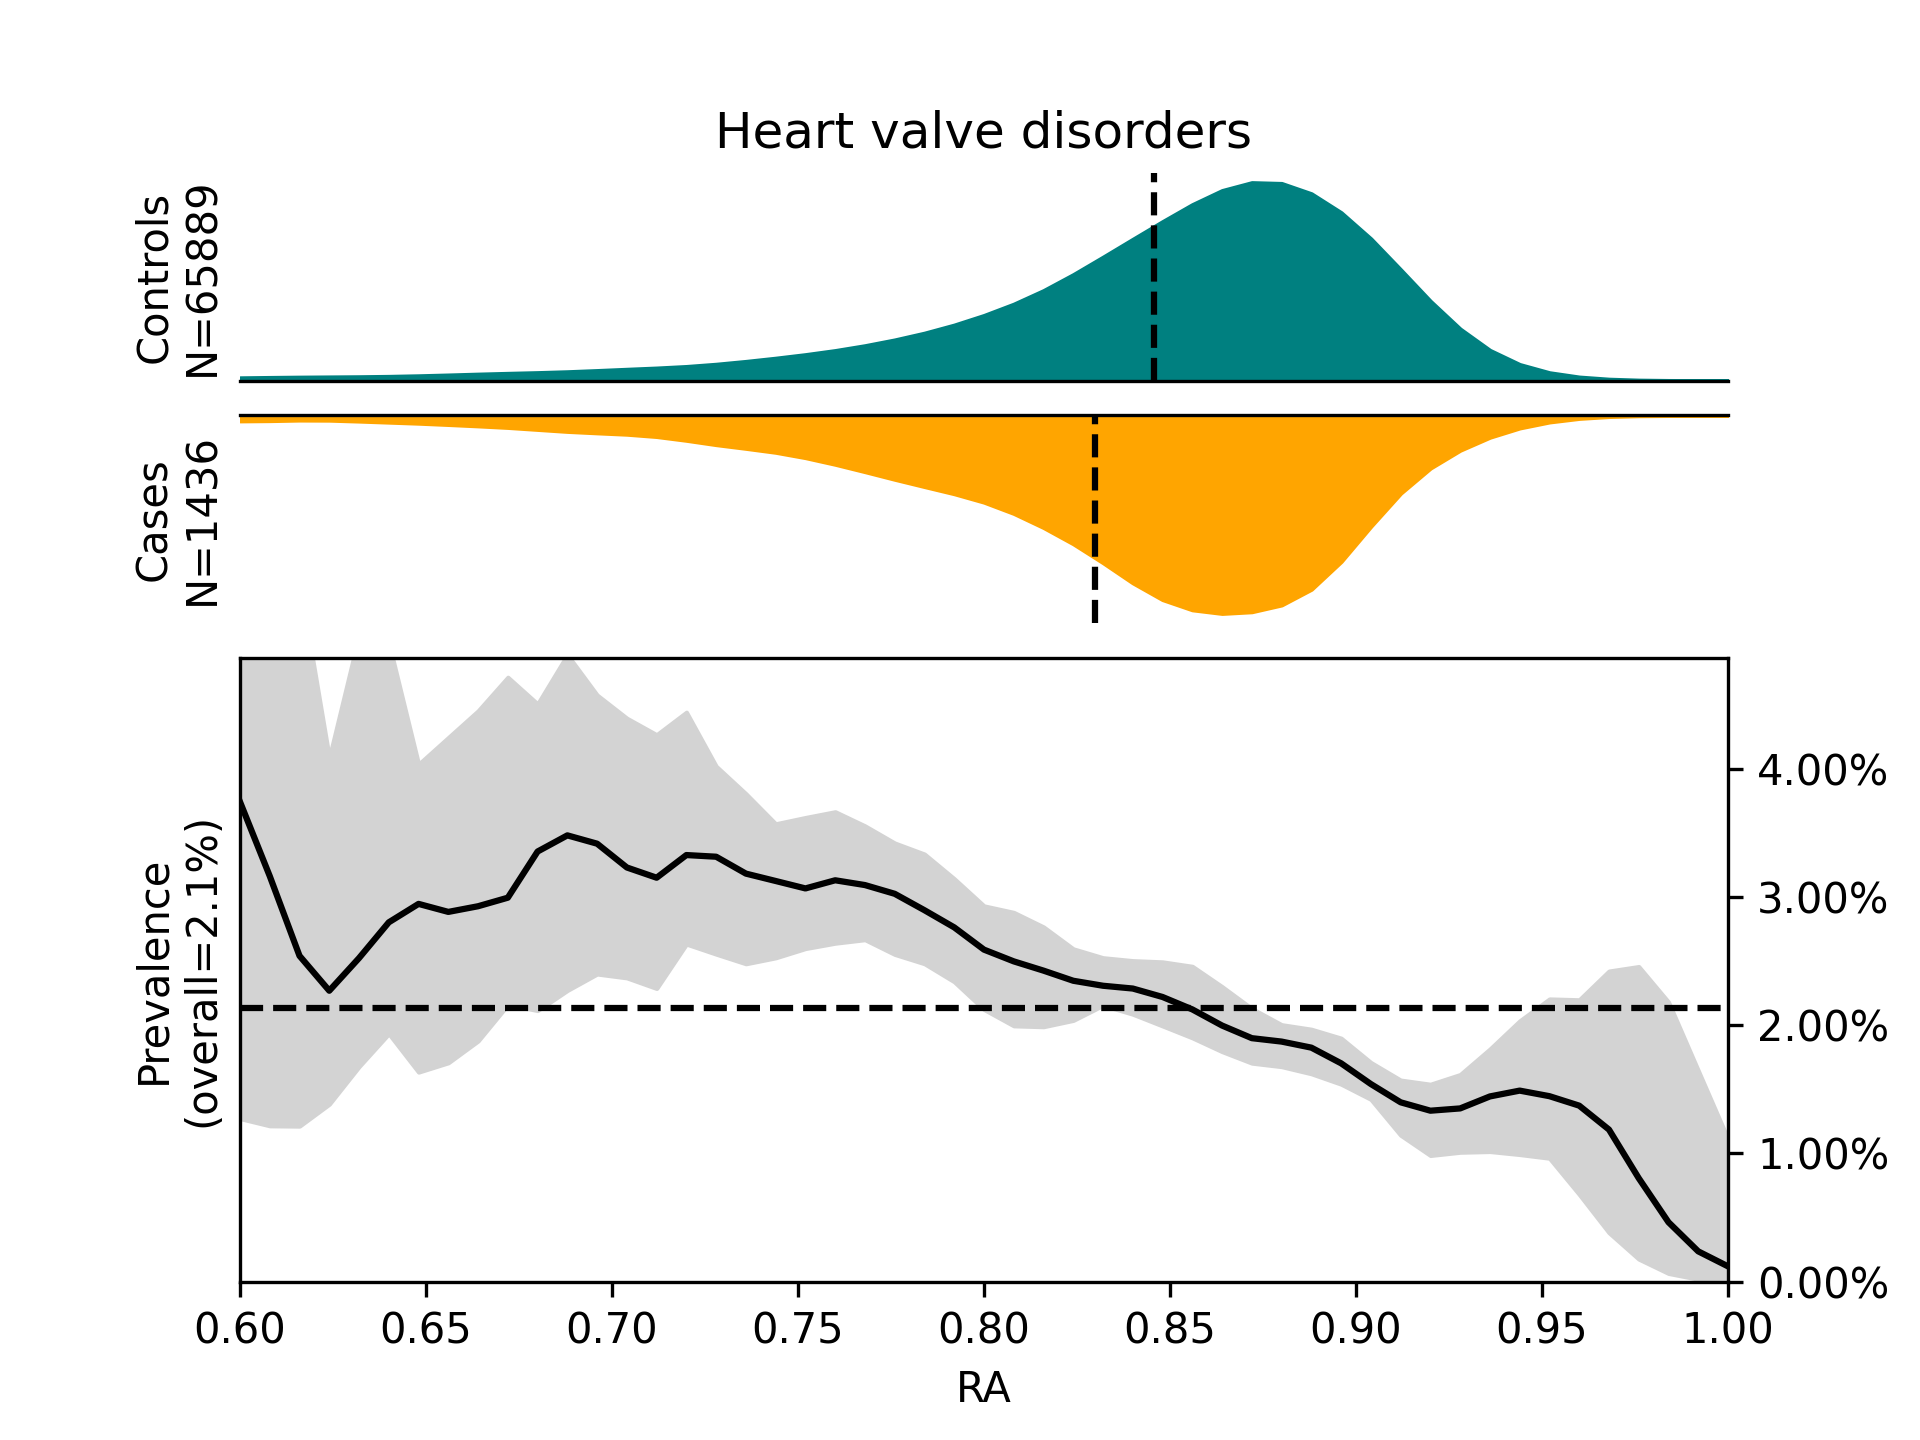 Heart valve disorders
Controls
N=65889
Cases
N=1436
Prevalence
(overall=2.1%)
4.00%
3.00%
2.00%
1.00%
0.00%
0.60 0.65 0.70 0.75 0.80 0.85 0.90 0.95 1.00
RA